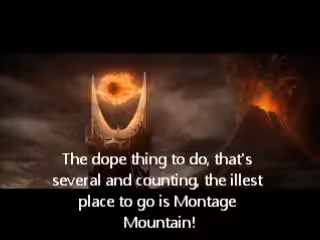 The dope thing to do, that's
several and counting, the illest
place to go is Montage
Mountain!